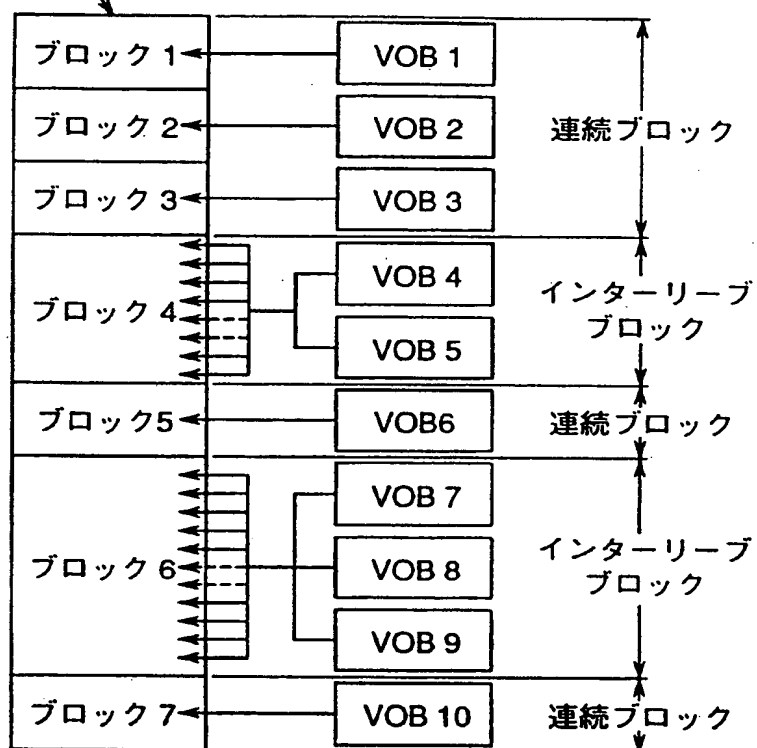 ブロック 1
VOB 1
ブロック 2
VOB 2
連続ブロック
ブロック 3
VOB 3
ブロック 4
VOB 4
インターリーブ
ブロック
VOB 5
ブロック5
VOB6
連続ブロック
ブロック 6
VOB 7
VOB 8
インターリーブ
ブロック
VOB 9
ブロック 7
VOB 10
連続ブロック